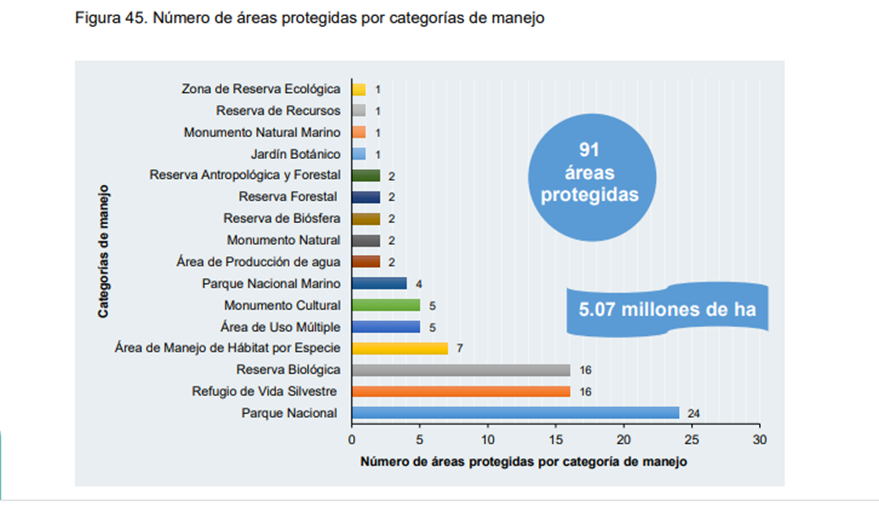 Figura 45. Número de áreas protegidas por categorías de manejo
Categorías de manejo
Zona de Reserva Ecológica 1
Reserva de Recursos 1
Monumento Natural Marino 1
Jardín Botánico 1
Reserva Antropológica y Forestal 2
Reserva Forestal 2
Reserva de Biósfera 2
Monumento Natural 2
Área de Producción de agua 2
Parque Nacional Marino 4
Monumento Cultural 5
Área de Uso Múltiple 5
Área de Manejo de Hábitat por Especie 7
Reserva Biológica 16
Refugio de Vida Silvestre 16
Parque Nacional 24
0 5 10 15 20 25 30
Número de áreas protegidas por categoría de manejo
91
áreas
protegidas
5.07 millones de ha